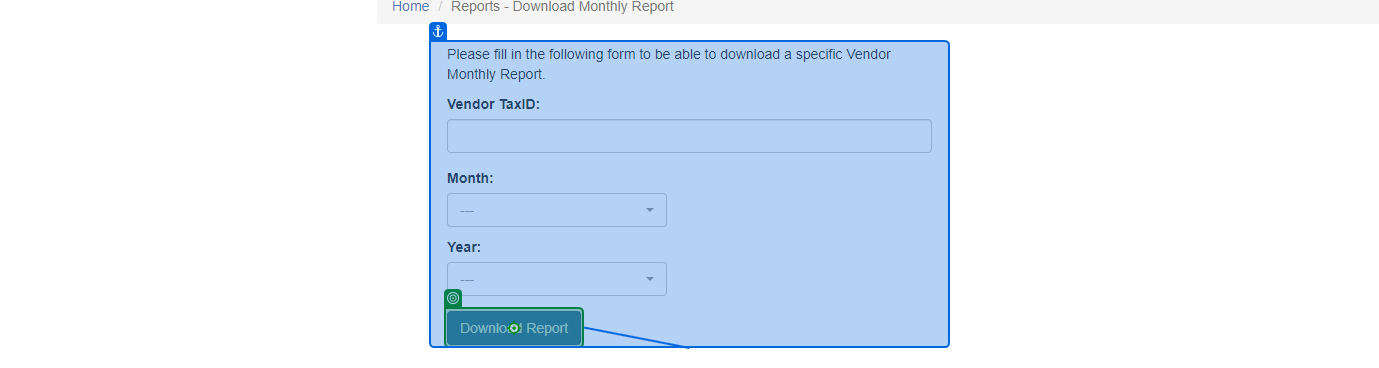 Home / Reports - Download Monthly Report
Please fill in the following form to be able to download a specific Vendor
Monthly Report.
Vendor TaxID:
Month:
---
Year:
---
Download Report